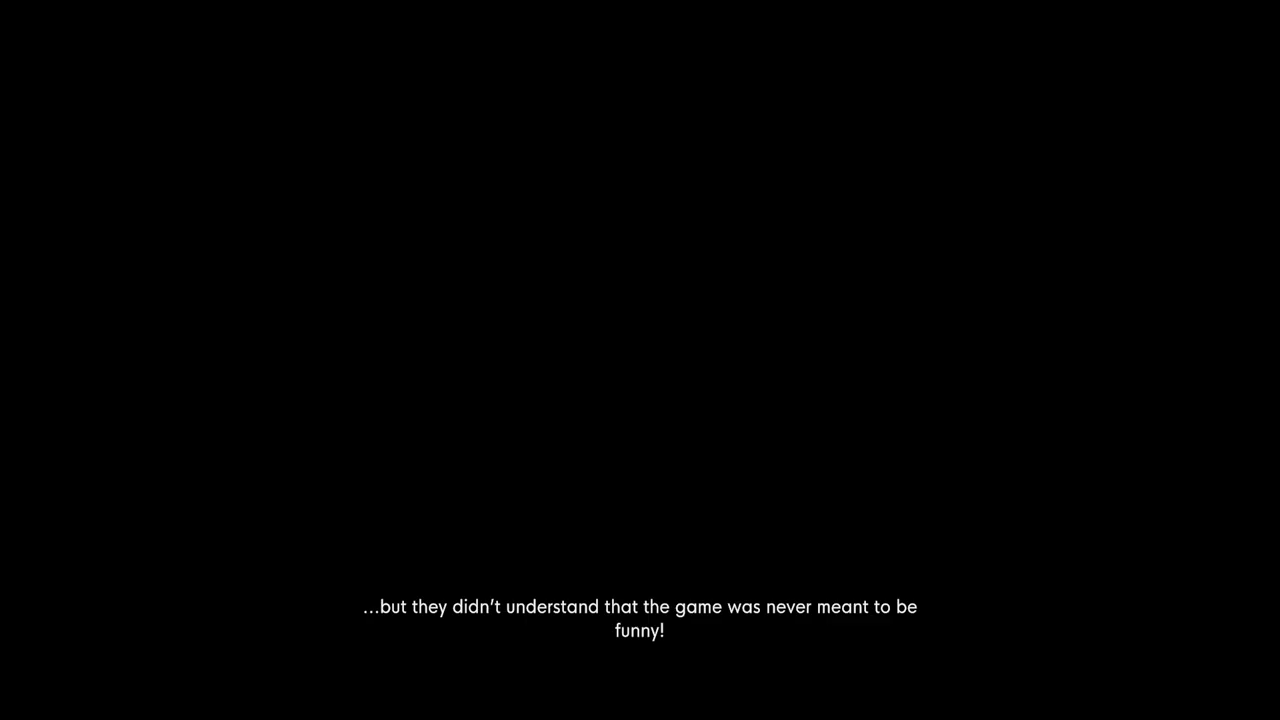 …but they didn’t understand that the game was never meant to be
funny!